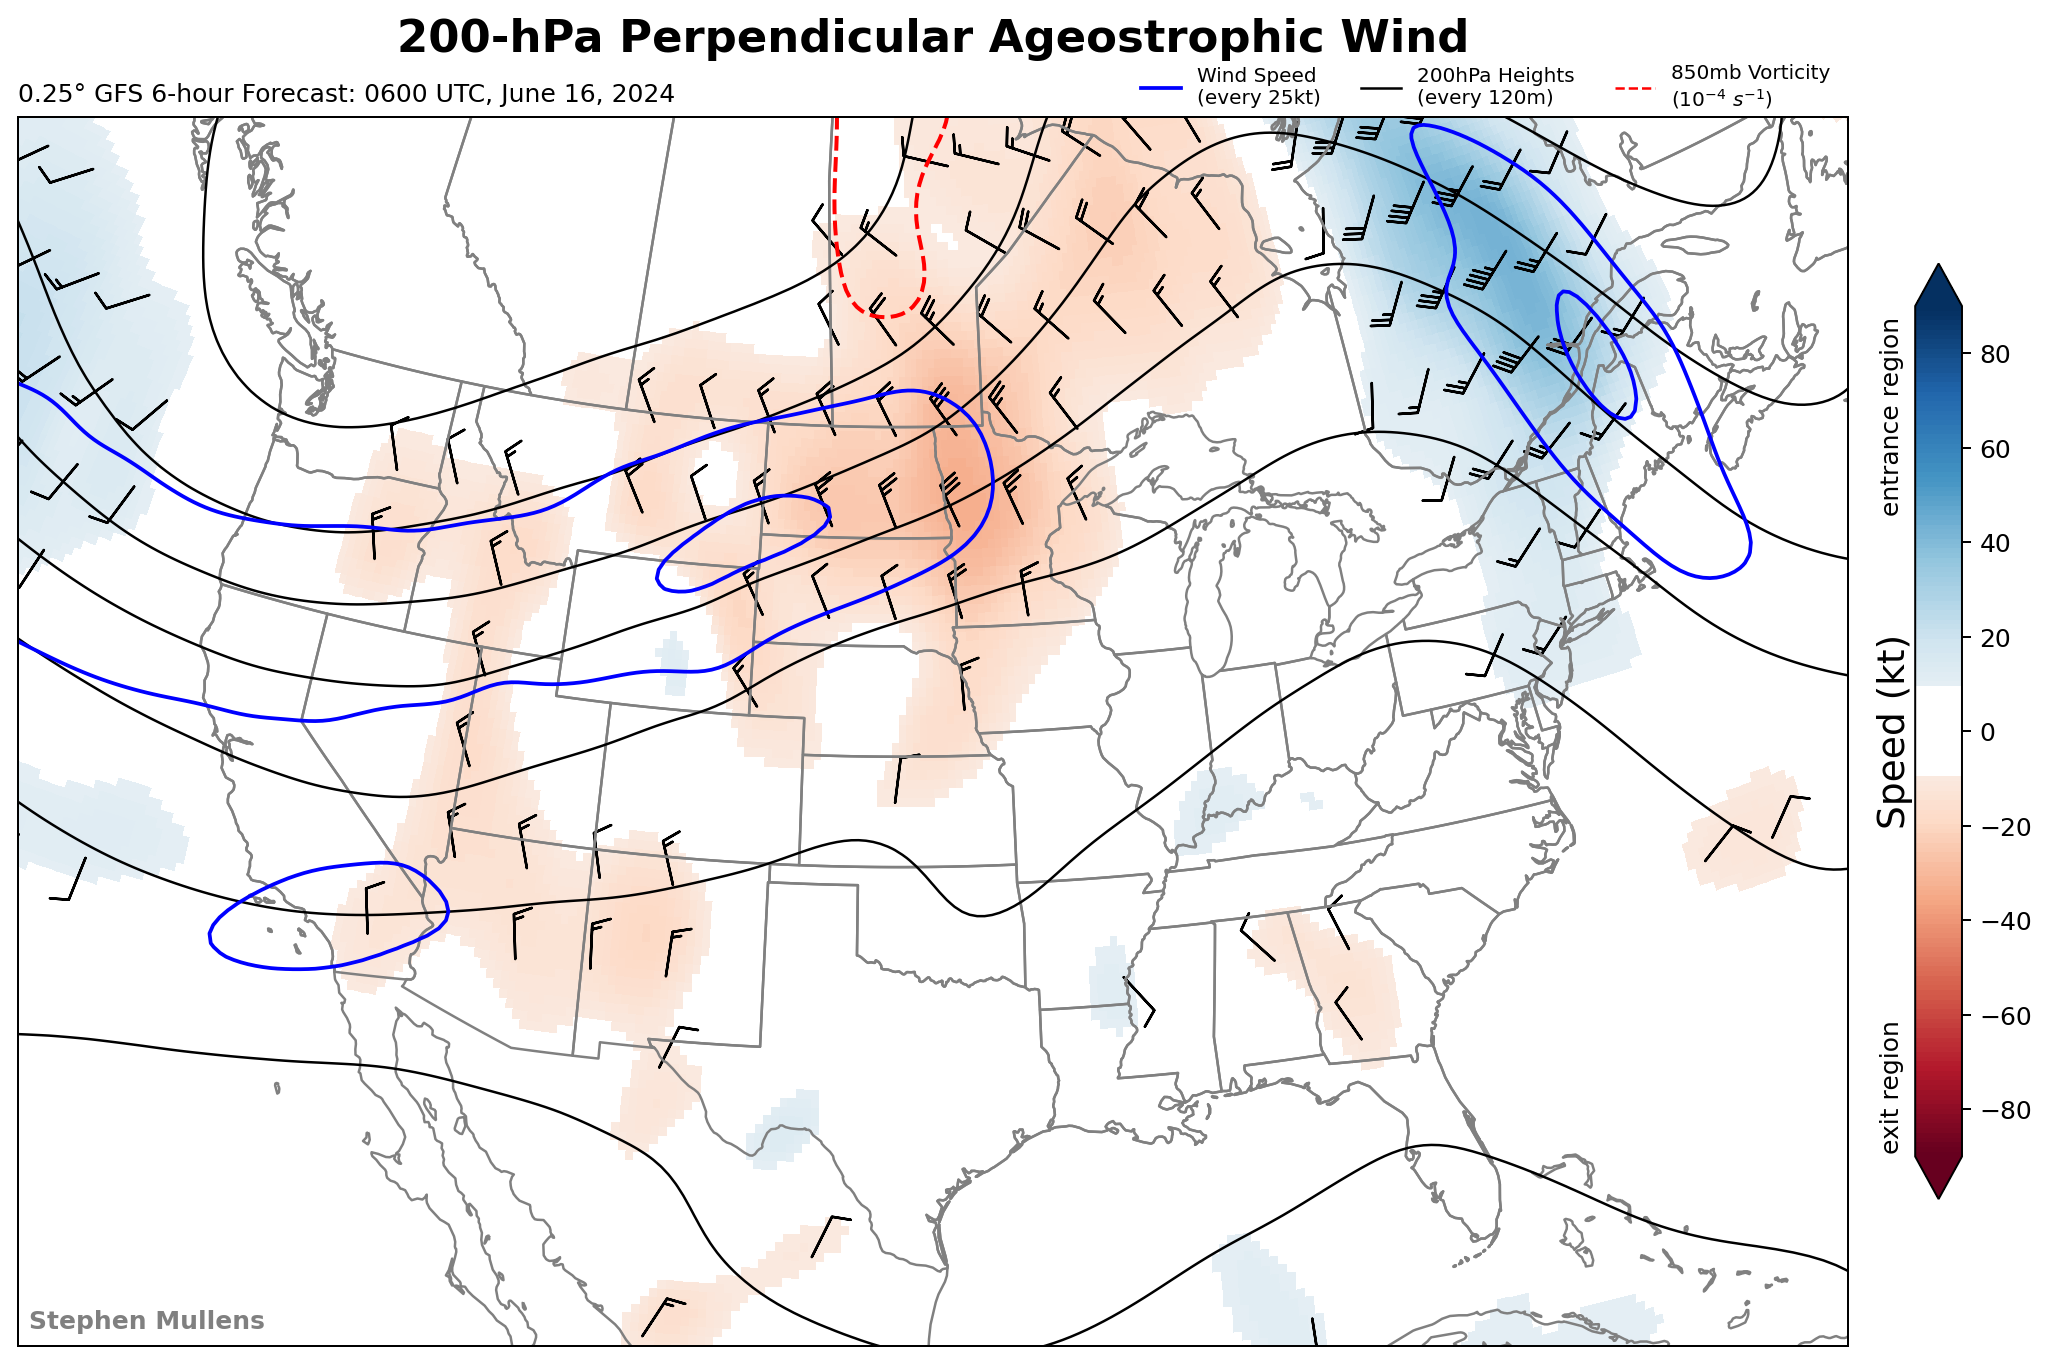 200-hPa Perpendicular Ageostrophic Wind
0.25° GFS 6-hour Forecast: 0600 UTC, June 16, 2024
Wind Speed
(every 25kt)
200hPa Heights
(every 120m)
850mb Vorticity
(10⁻⁴ s⁻¹)
entrance region
Speed (kt)
exit region
80
60
40
20
0
−20
−40
−60
−80
Stephen Mullens